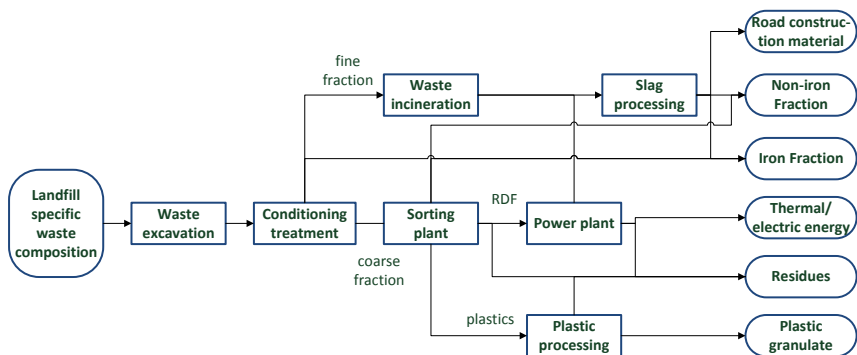 Road construc-
tion material
fine
fraction
Waste
incineration
Slag
processing
Non-iron
Fraction
Iron Fraction
Landfill
specific
waste
composition
Waste
excavation
Conditioning
treatment
Sorting
plant
RDF
Power plant
Thermal/
electric energy
coarse
fraction
Residues
plastics
Plastic
processing
Plastic
granulate